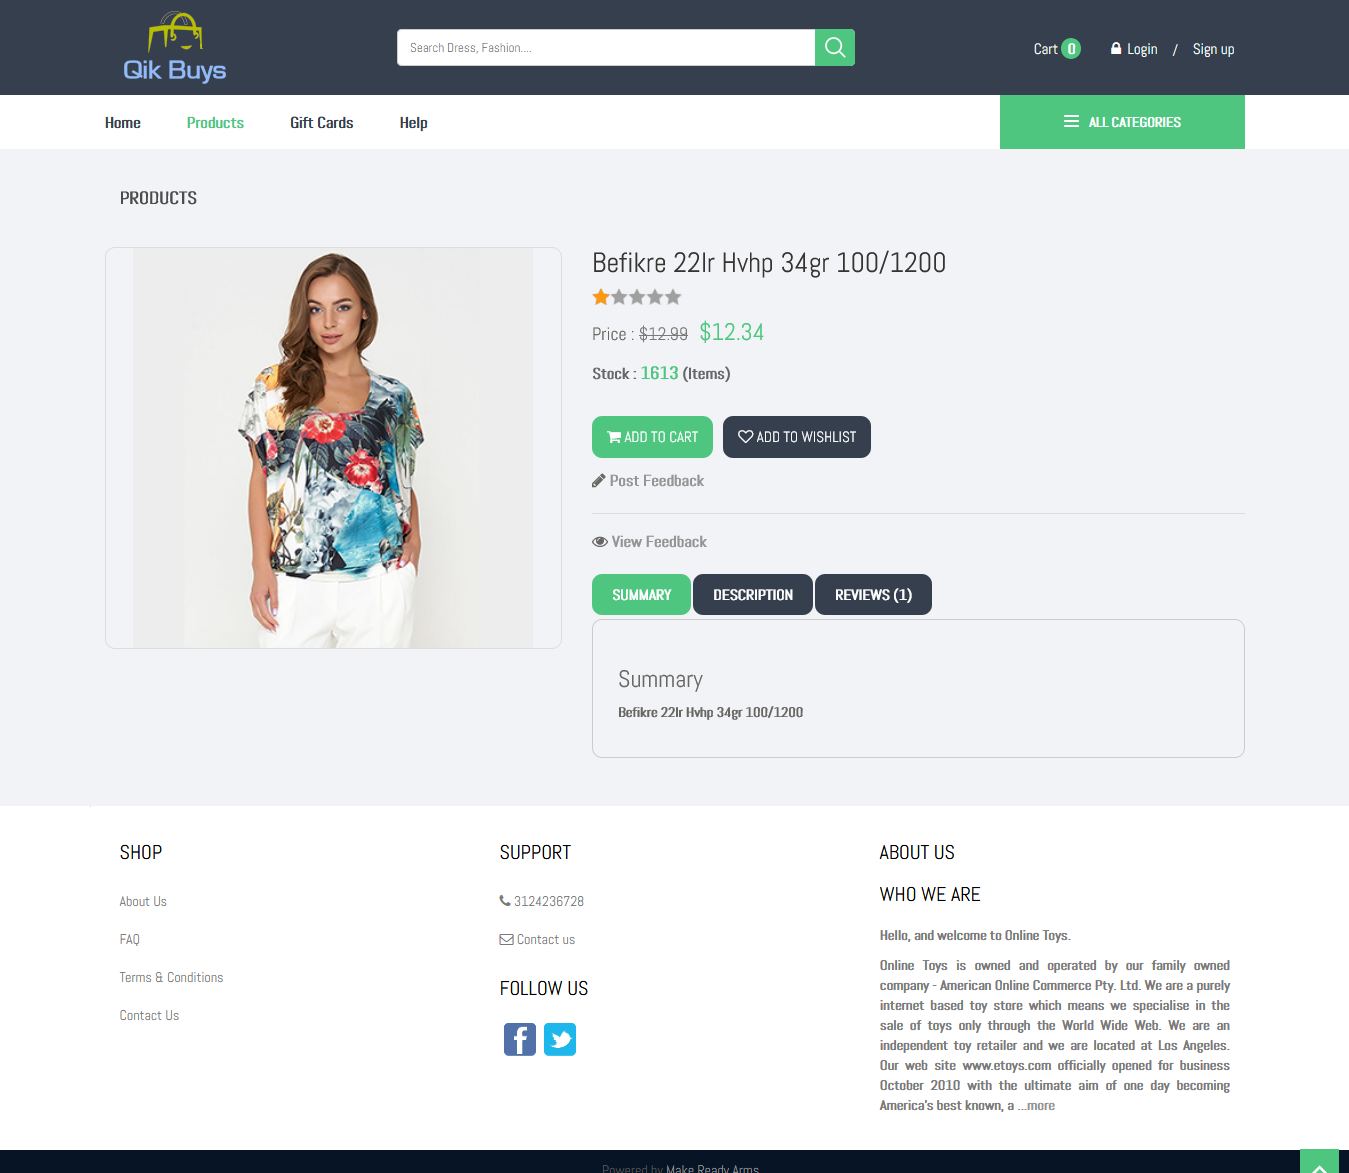 Qik Buys
Search Dress, Fashion....
Cart 0
Login / Sign up
Home
Products
Gift Cards
Help
ALL CATEGORIES
PRODUCTS
Befikre 22lr Hvhp 34gr 100/1200
Price : $12.99 $12.34
Stock : 1613 (Items)
ADD TO CART
ADD TO WISHLIST
Post Feedback
View Feedback
SUMMARY
DESCRIPTION
REVIEWS (1)
Summary
Befikre 22lr Hvhp 34gr 100/1200
SHOP
About Us
FAQ
Terms & Conditions
Contact Us
SUPPORT
3124236728
Contact us
FOLLOW US
ABOUT US
WHO WE ARE
Hello, and welcome to Online Toys.
Online Toys is owned and operated by our family owned
company - American Online Commerce Pty. Ltd. We are a purely
internet based toy store which means we specialise in the
sale of toys only through the World Wide Web. We are an
independent toy retailer and we are located at Los Angeles.
Our web site www.etoys.com officially opened for business
October 2010 with the ultimate aim of one day becoming
America's best known, a ...more
Powered by Make Ready Arms